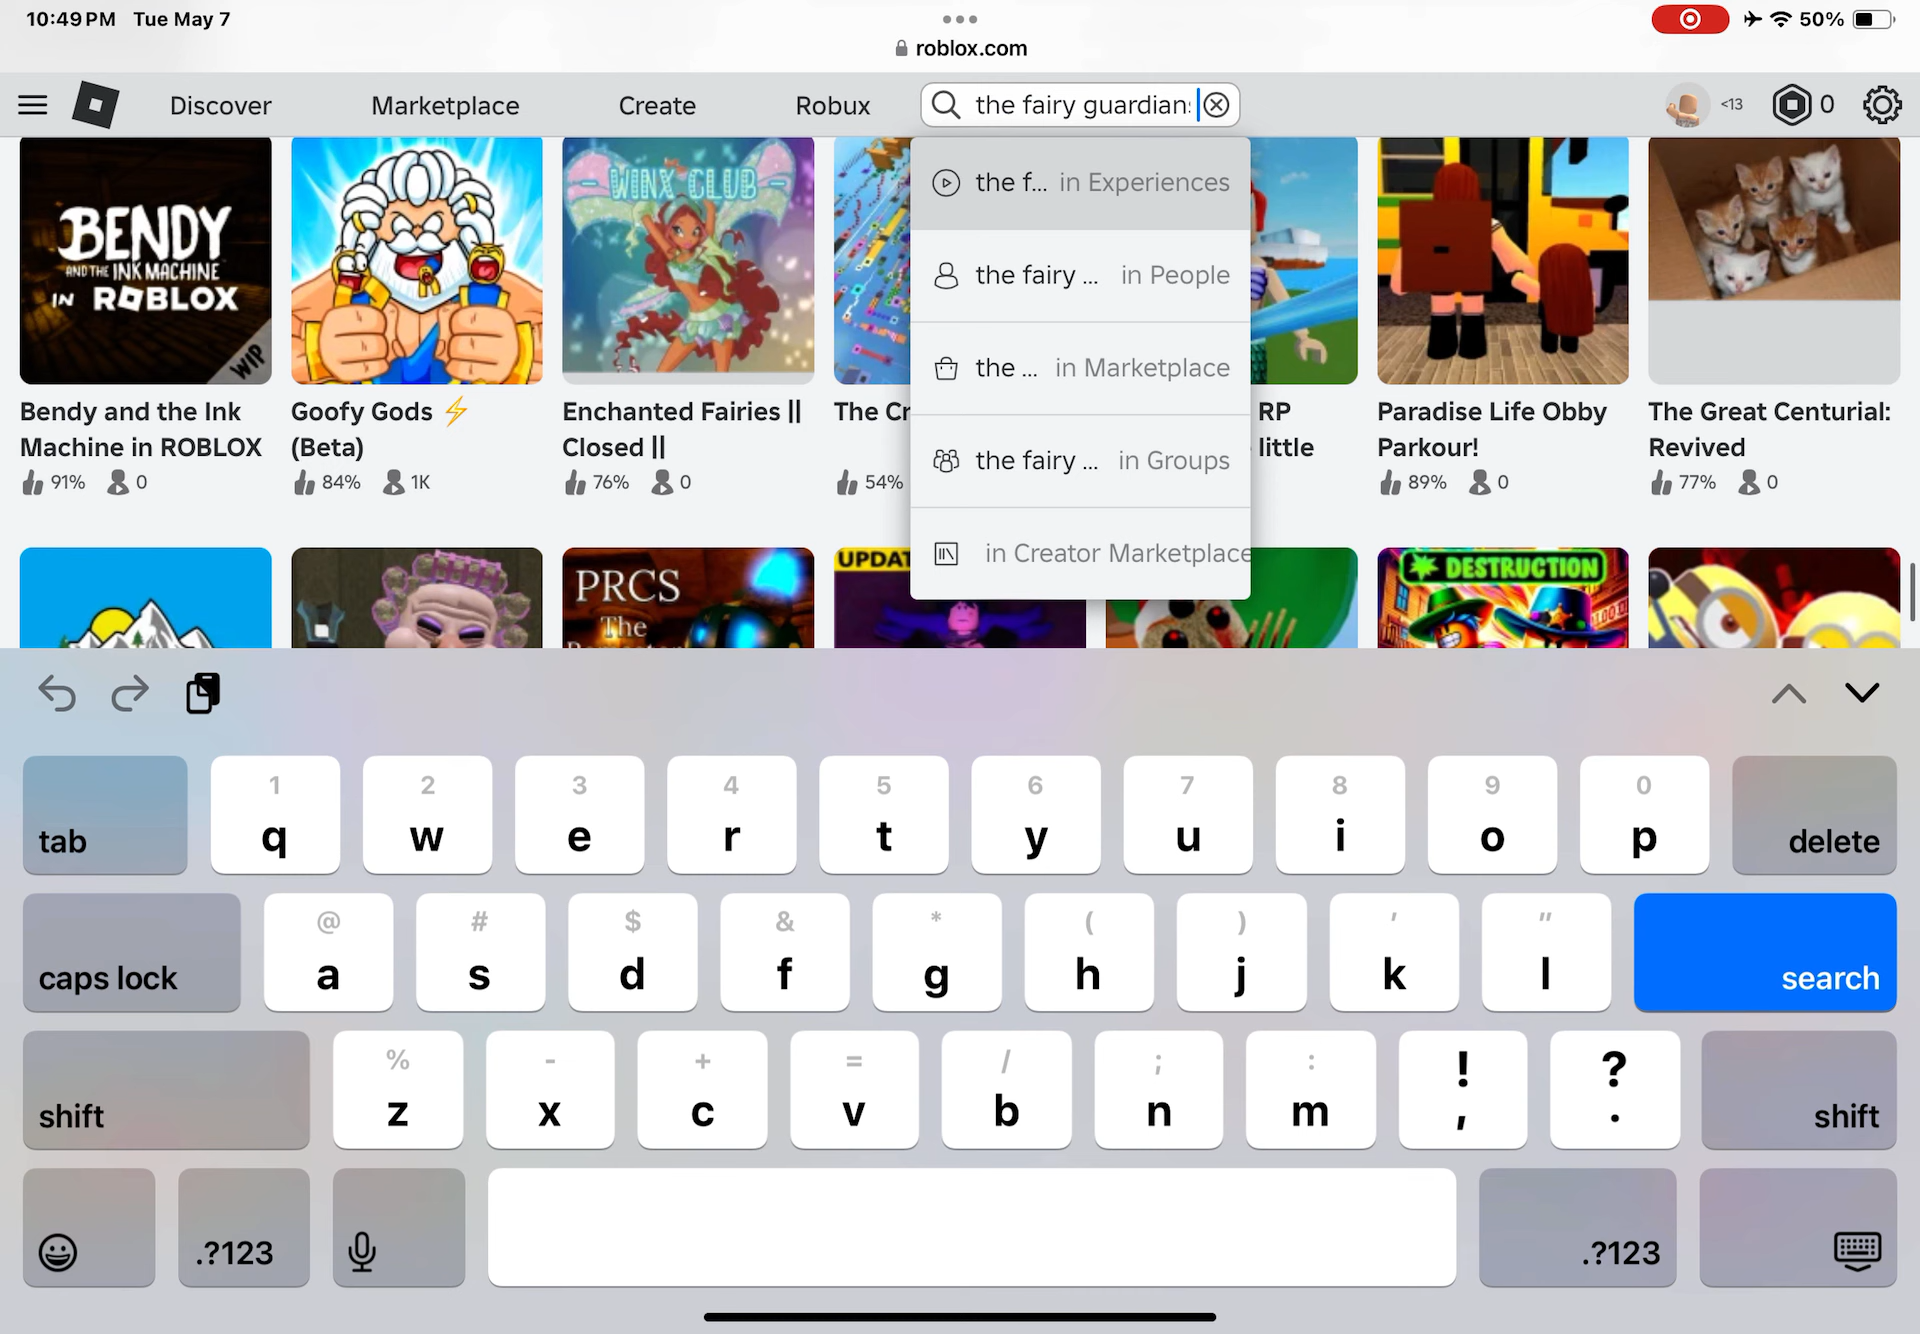 10:49 PM Tue May 7
50%
roblox.com
Discover
Marketplace
Create
Robux
the fairy guardian
<13
0
the f... in Experiences
the fairy ... in People
the ... in Marketplace
the fairy ... in Groups
in Creator Marketplace
BENDY
AND THE INK MACHINE
IN ROBLOX
WIP
- WINX CLUB -
Bendy and the Ink
Machine in ROBLOX
91% 0
Goofy Gods ⚡
(Beta)
84% 1K
Enchanted Fairies ||
Closed ||
76% 0
The Cr
54%
RP
little
Paradise Life Obby
Parkour!
89% 0
The Great Centurial:
Revived
77% 0
PRCS
The
UPDAT
DESTRUCTION
tab
1 2 3 4 5 6 7 8 9 0
q w e r t y u i o p
delete
caps lock
@ # $ & * ( ) ' "
a s d f g h j k l
search
shift
% - + = / ; : ! ?
z x c v b n m , .
shift
.?123
.?123